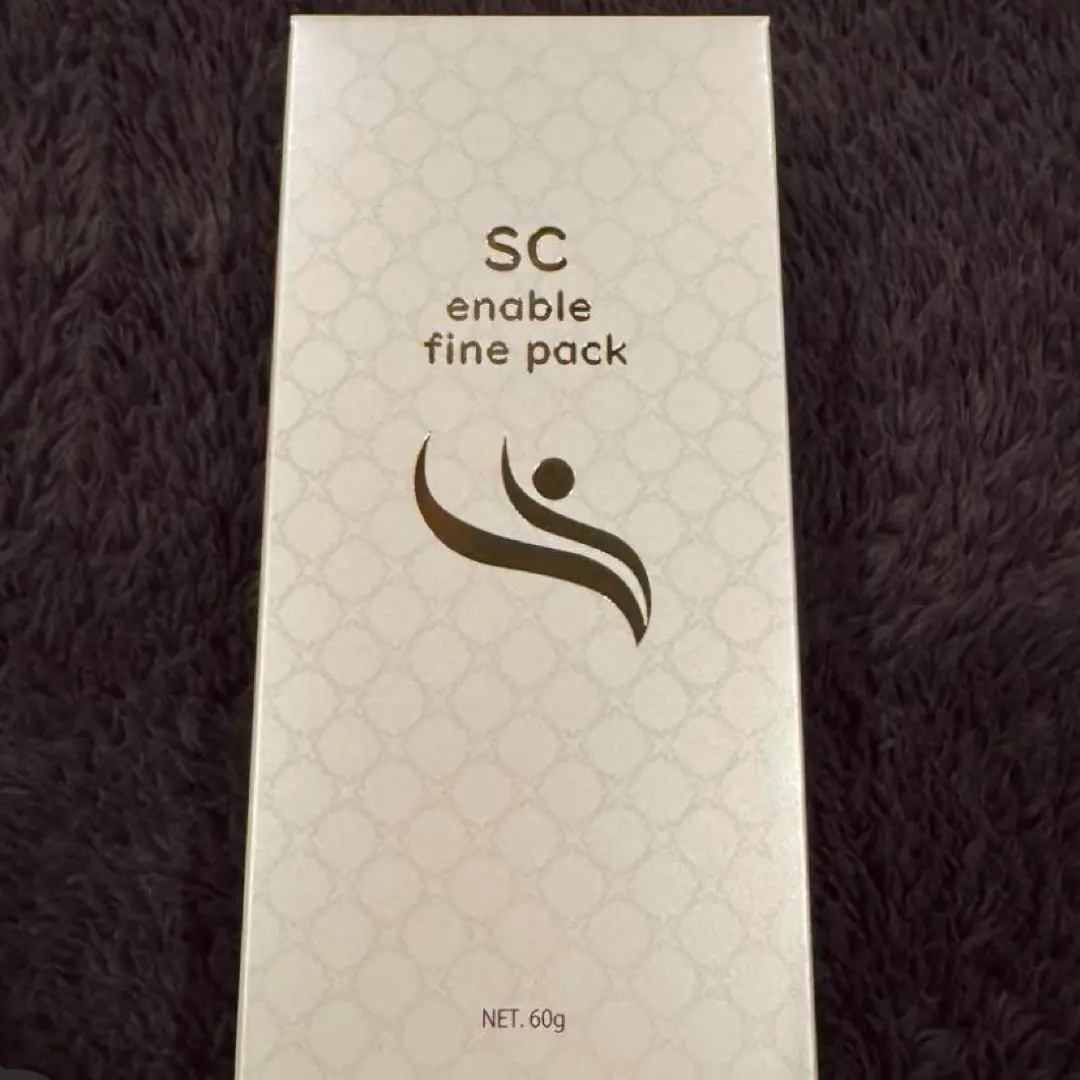 SC
enable
fine pack
NET. 60g